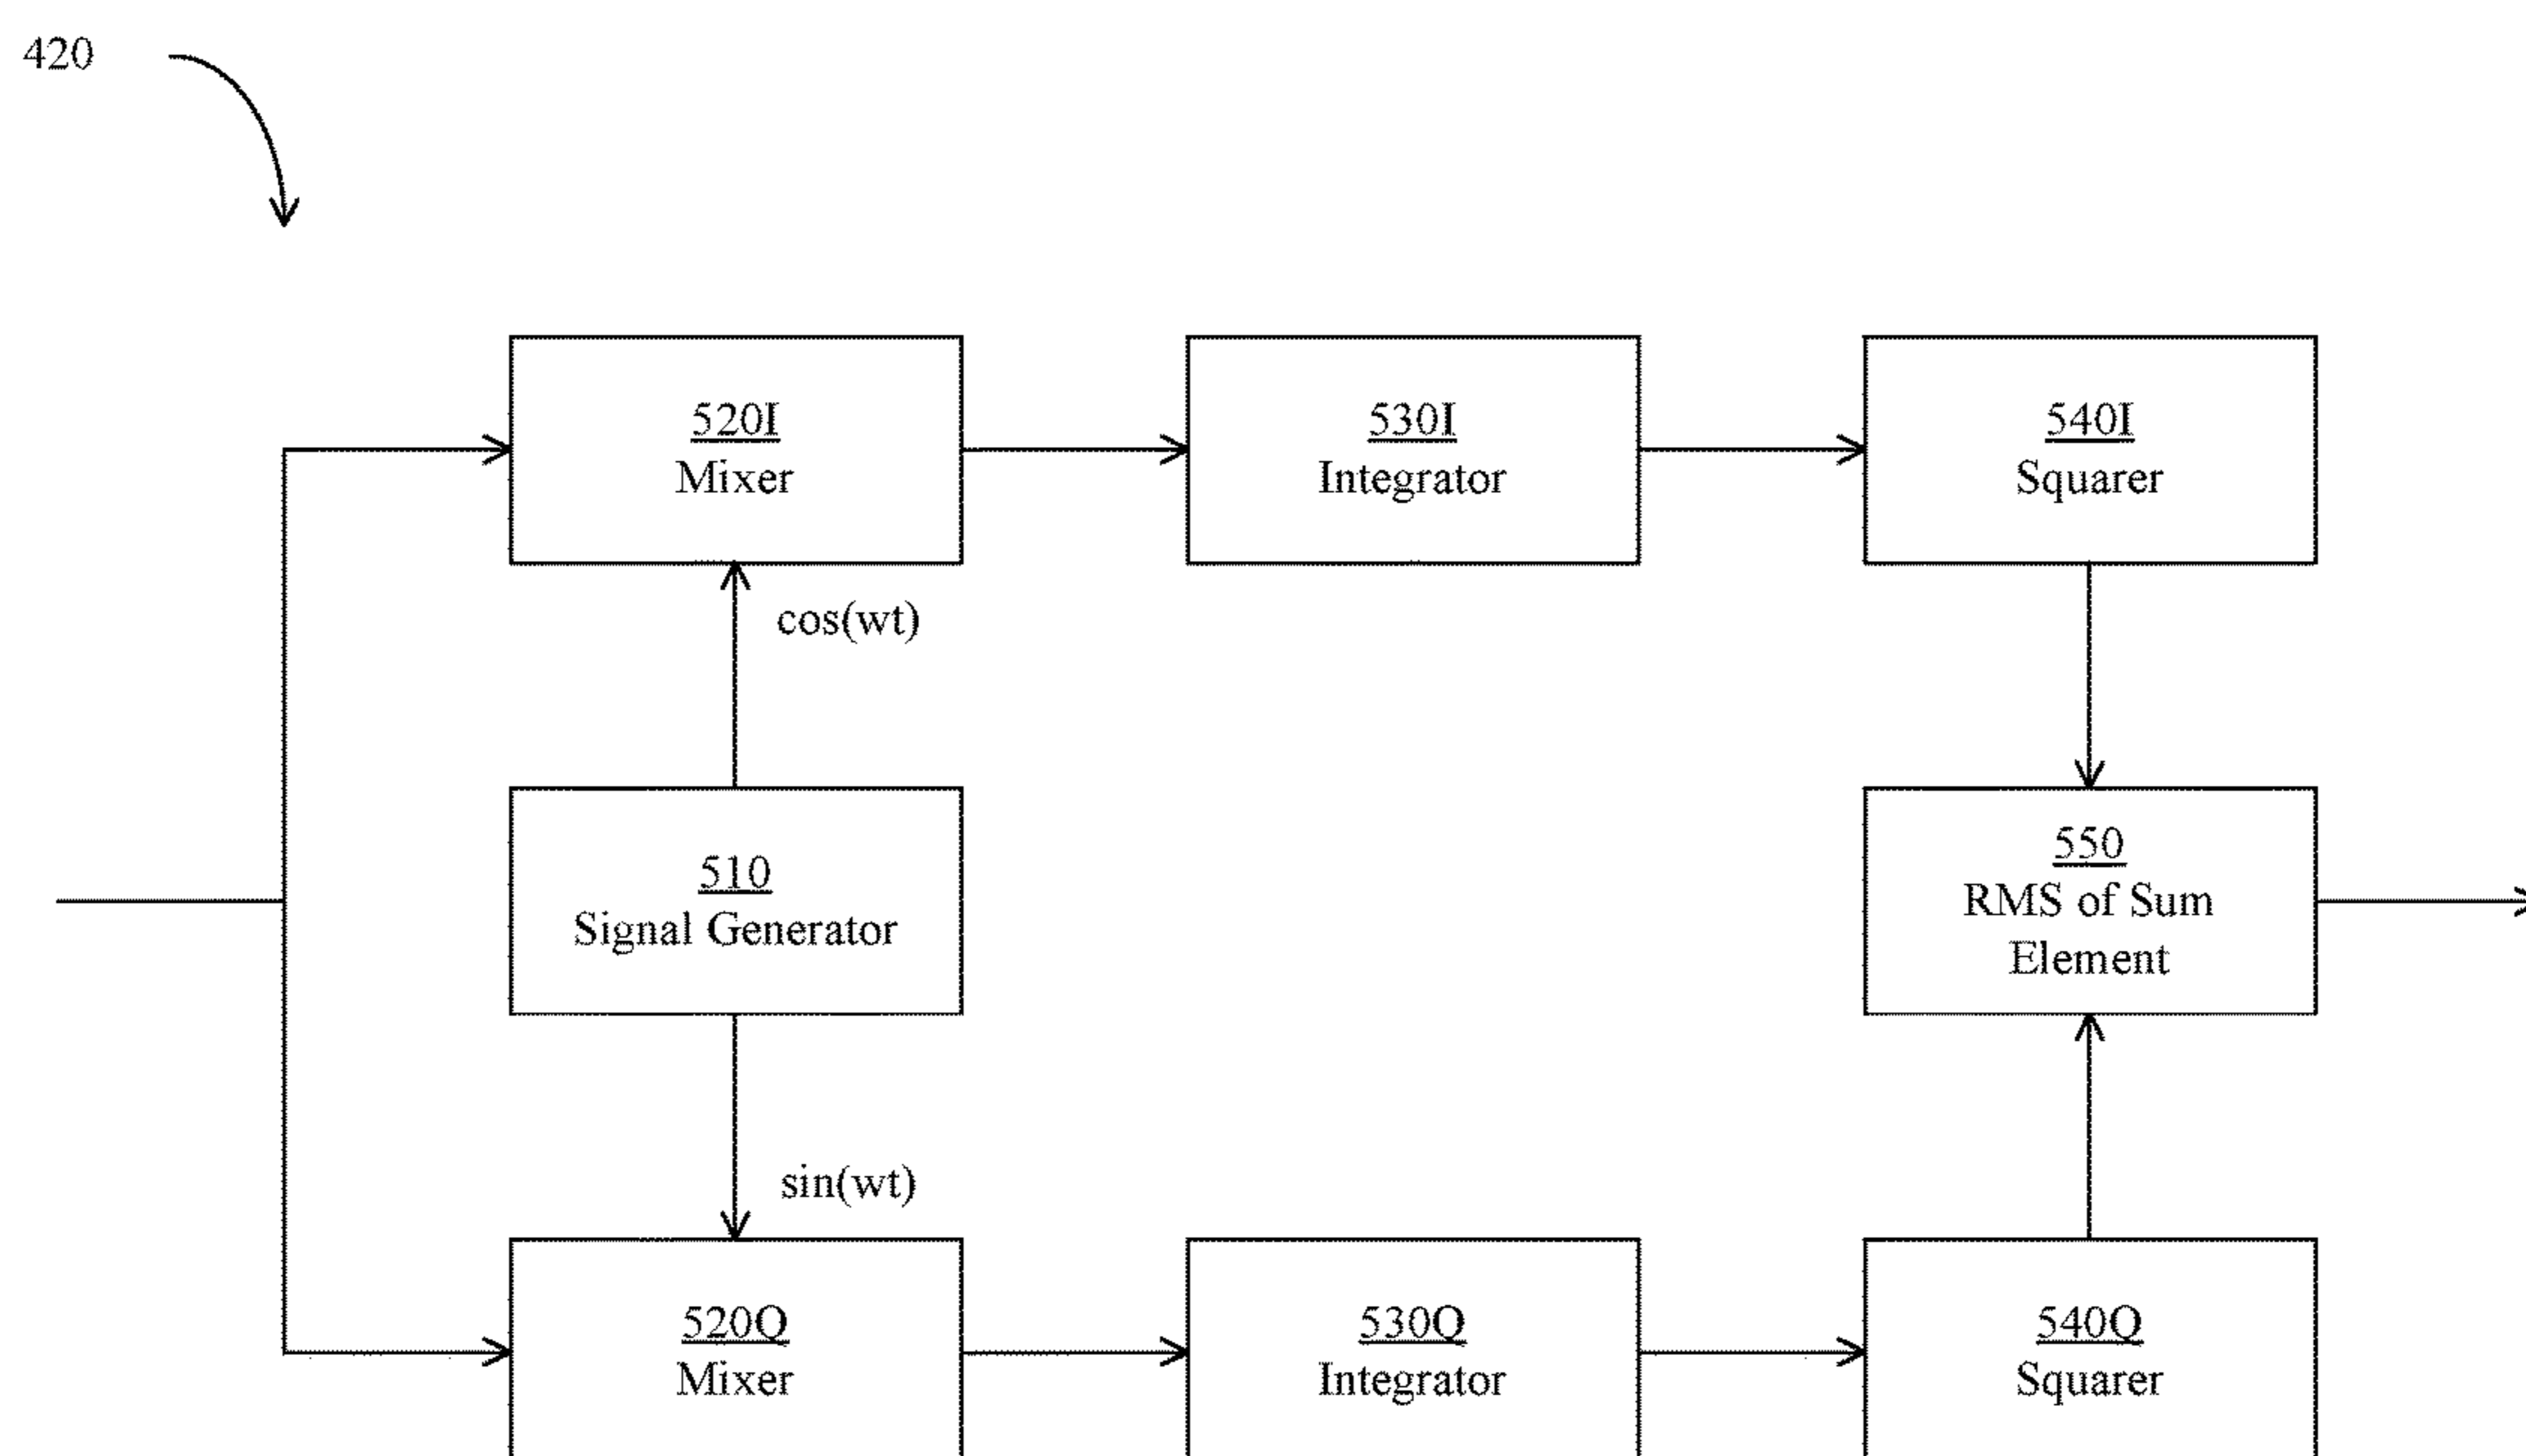 420
520I
Mixer
530I
Integrator
540I
Squarer
cos(wt)
510
Signal Generator
550
RMS of Sum
Element
sin(wt)
520Q
Mixer
530Q
Integrator
540Q
Squarer